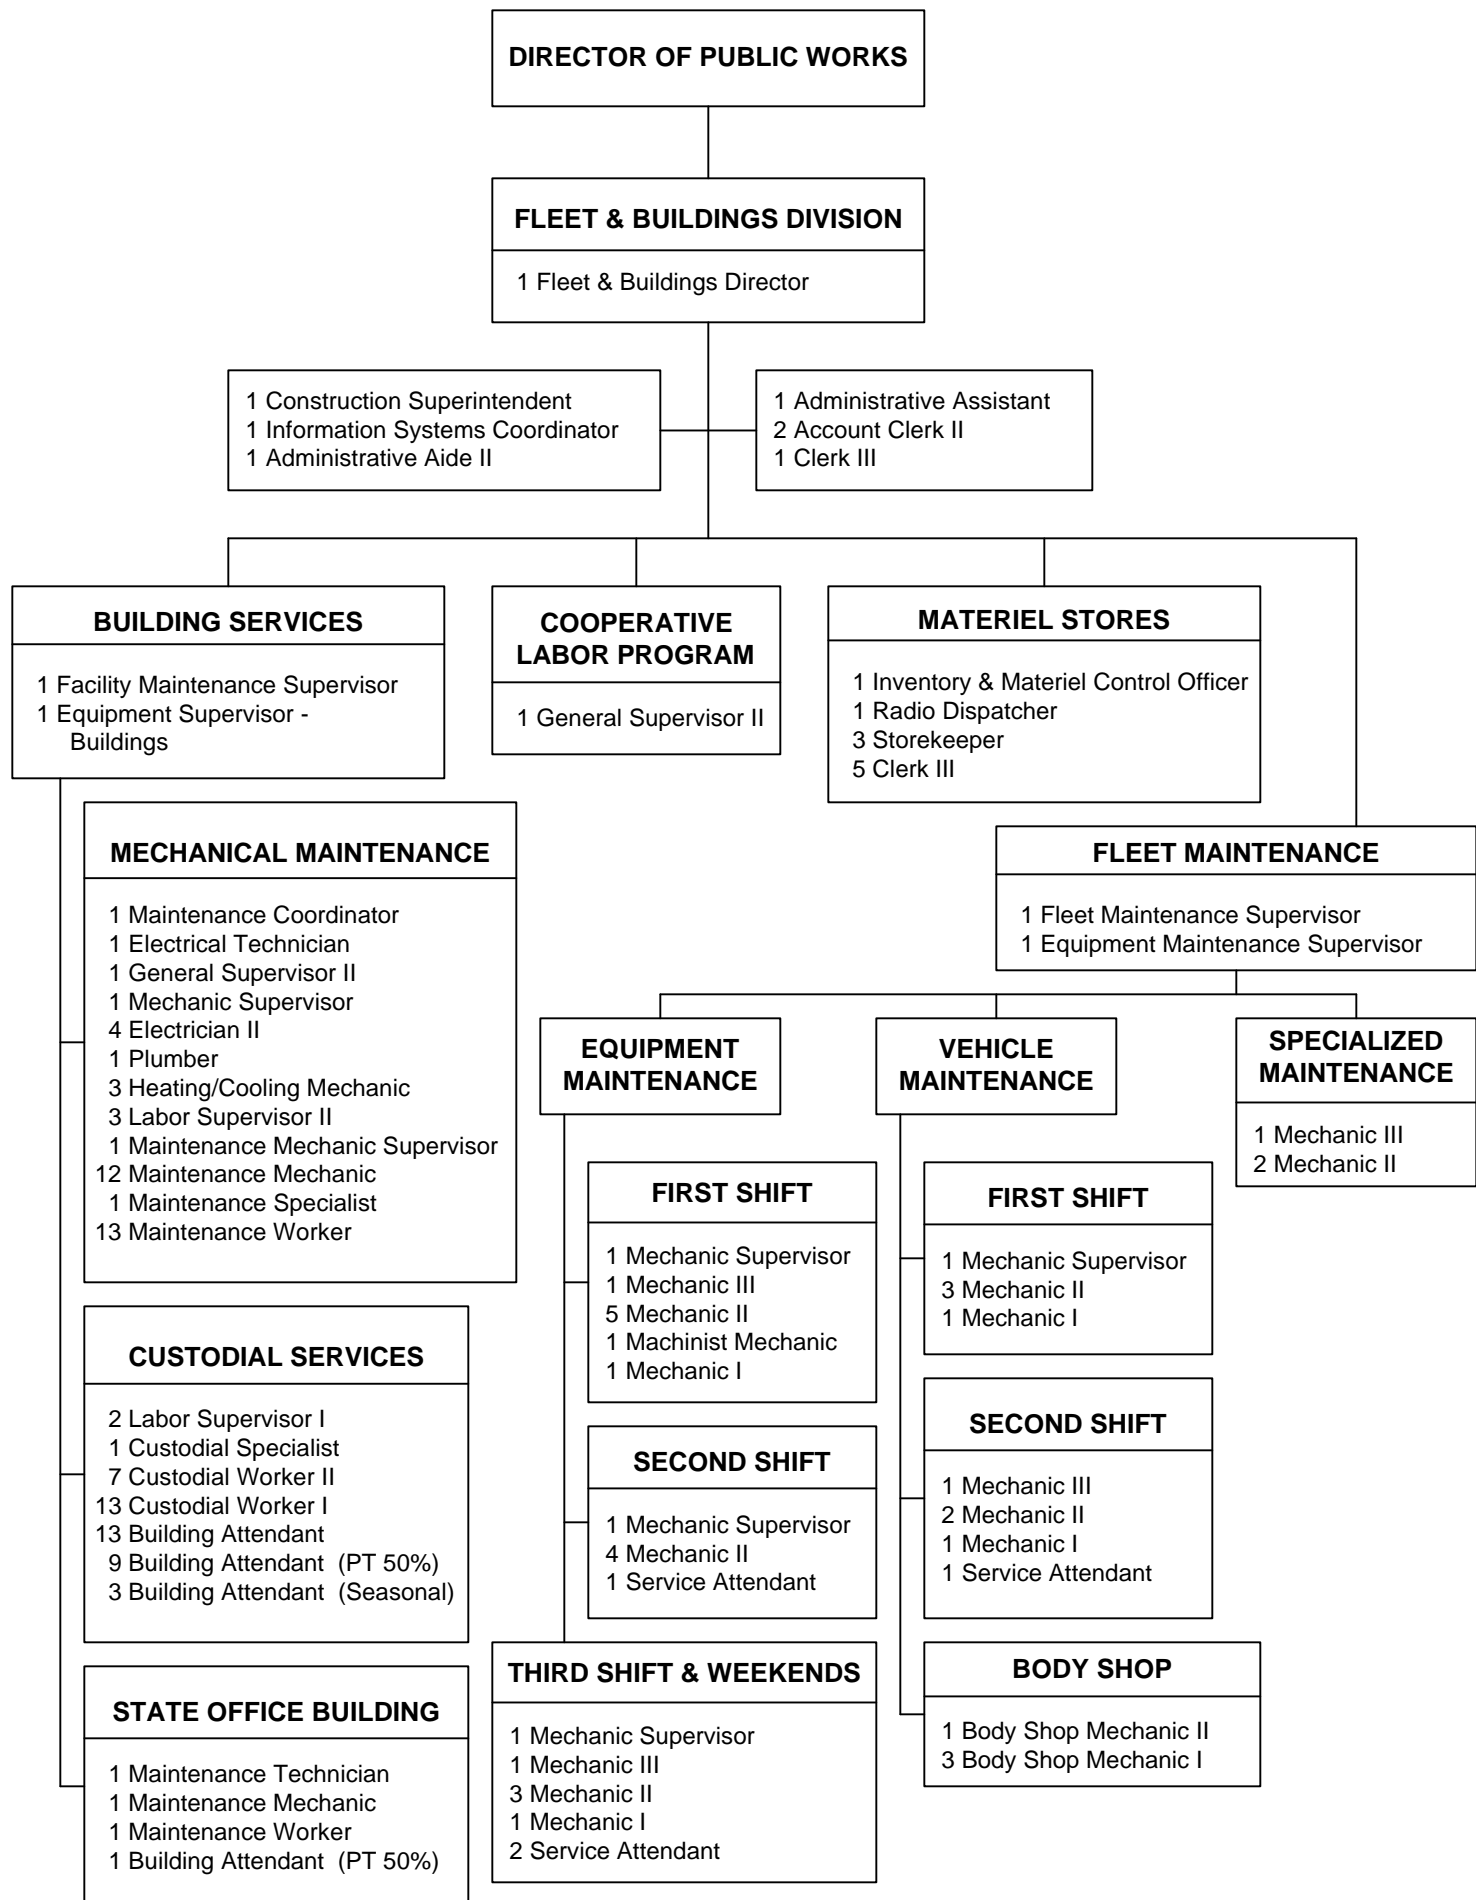 DIRECTOR OF PUBLIC WORKS
FLEET & BUILDINGS DIVISION
1 Fleet & Buildings Director
1 Construction Superintendent
1 Information Systems Coordinator
1 Administrative Aide II
1 Administrative Assistant
2 Account Clerk II
1 Clerk III
BUILDING SERVICES
1 Facility Maintenance Supervisor
1 Equipment Supervisor -
Buildings
COOPERATIVE
LABOR PROGRAM
1 General Supervisor II
MATERIEL STORES
1 Inventory & Materiel Control Officer
1 Radio Dispatcher
3 Storekeeper
5 Clerk III
MECHANICAL MAINTENANCE
1 Maintenance Coordinator
1 Electrical Technician
1 General Supervisor II
1 Mechanic Supervisor
4 Electrician II
1 Plumber
3 Heating/Cooling Mechanic
3 Labor Supervisor II
1 Maintenance Mechanic Supervisor
12 Maintenance Mechanic
1 Maintenance Specialist
13 Maintenance Worker
CUSTODIAL SERVICES
2 Labor Supervisor I
1 Custodial Specialist
7 Custodial Worker II
13 Custodial Worker I
13 Building Attendant
9 Building Attendant (PT 50%)
3 Building Attendant (Seasonal)
STATE OFFICE BUILDING
1 Maintenance Technician
1 Maintenance Mechanic
1 Maintenance Worker
1 Building Attendant (PT 50%)
FLEET MAINTENANCE
1 Fleet Maintenance Supervisor
1 Equipment Maintenance Supervisor
EQUIPMENT
MAINTENANCE
FIRST SHIFT
1 Mechanic Supervisor
1 Mechanic III
5 Mechanic II
1 Machinist Mechanic
1 Mechanic I
SECOND SHIFT
1 Mechanic Supervisor
4 Mechanic II
1 Service Attendant
THIRD SHIFT & WEEKENDS
1 Mechanic Supervisor
1 Mechanic III
3 Mechanic II
1 Mechanic I
2 Service Attendant
VEHICLE
MAINTENANCE
FIRST SHIFT
1 Mechanic Supervisor
3 Mechanic II
1 Mechanic I
SECOND SHIFT
1 Mechanic III
2 Mechanic II
1 Mechanic I
1 Service Attendant
BODY SHOP
1 Body Shop Mechanic II
3 Body Shop Mechanic I
SPECIALIZED
MAINTENANCE
1 Mechanic III
2 Mechanic II